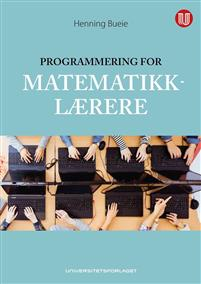 Henning Bueie
PROGRAMMERING FOR
MATEMATIKK-
LÆRERE
UNIVERSITETSFORLAGET